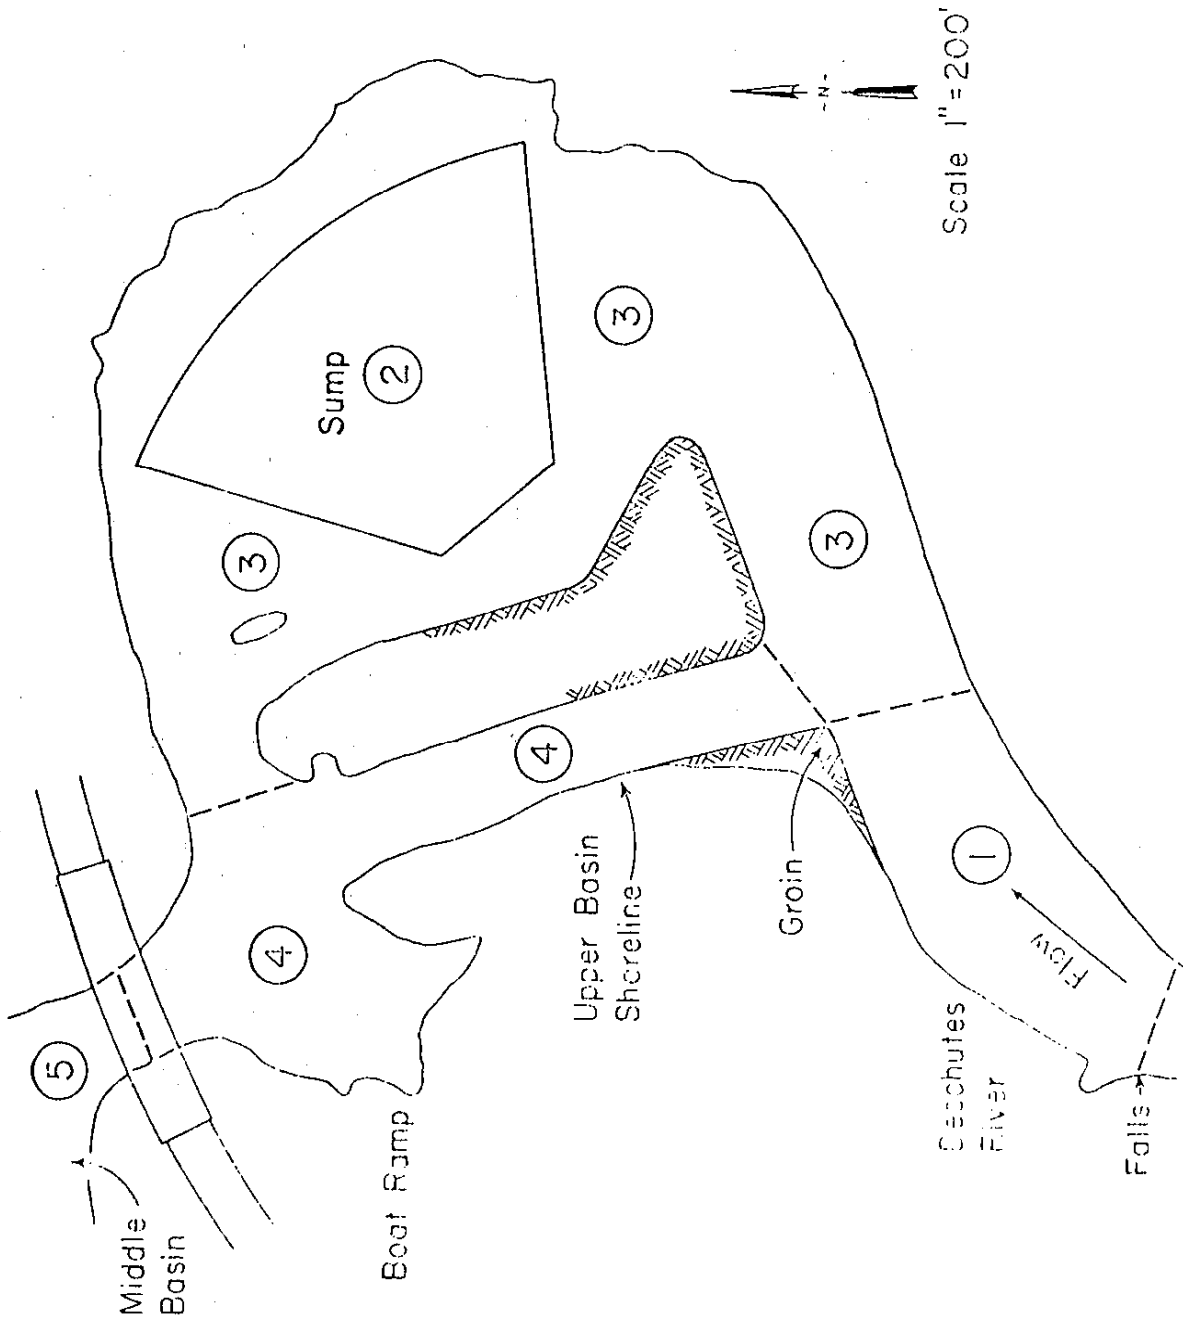 Middle
Basin
5
Boat Ramp
4
Upper Basin
Shoreline
4
Groin
Deschutes
River
Falls
Flow
1
3
3
3
Sump
2
-N-
Scale 1"=200'